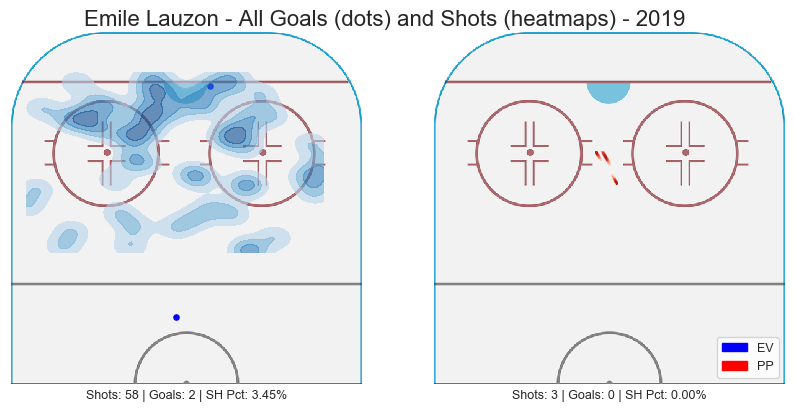 Emile Lauzon - All Goals (dots) and Shots (heatmaps) - 2019
EV
PP
Shots: 58 | Goals: 2 | SH Pct: 3.45%
Shots: 3 | Goals: 0 | SH Pct: 0.00%